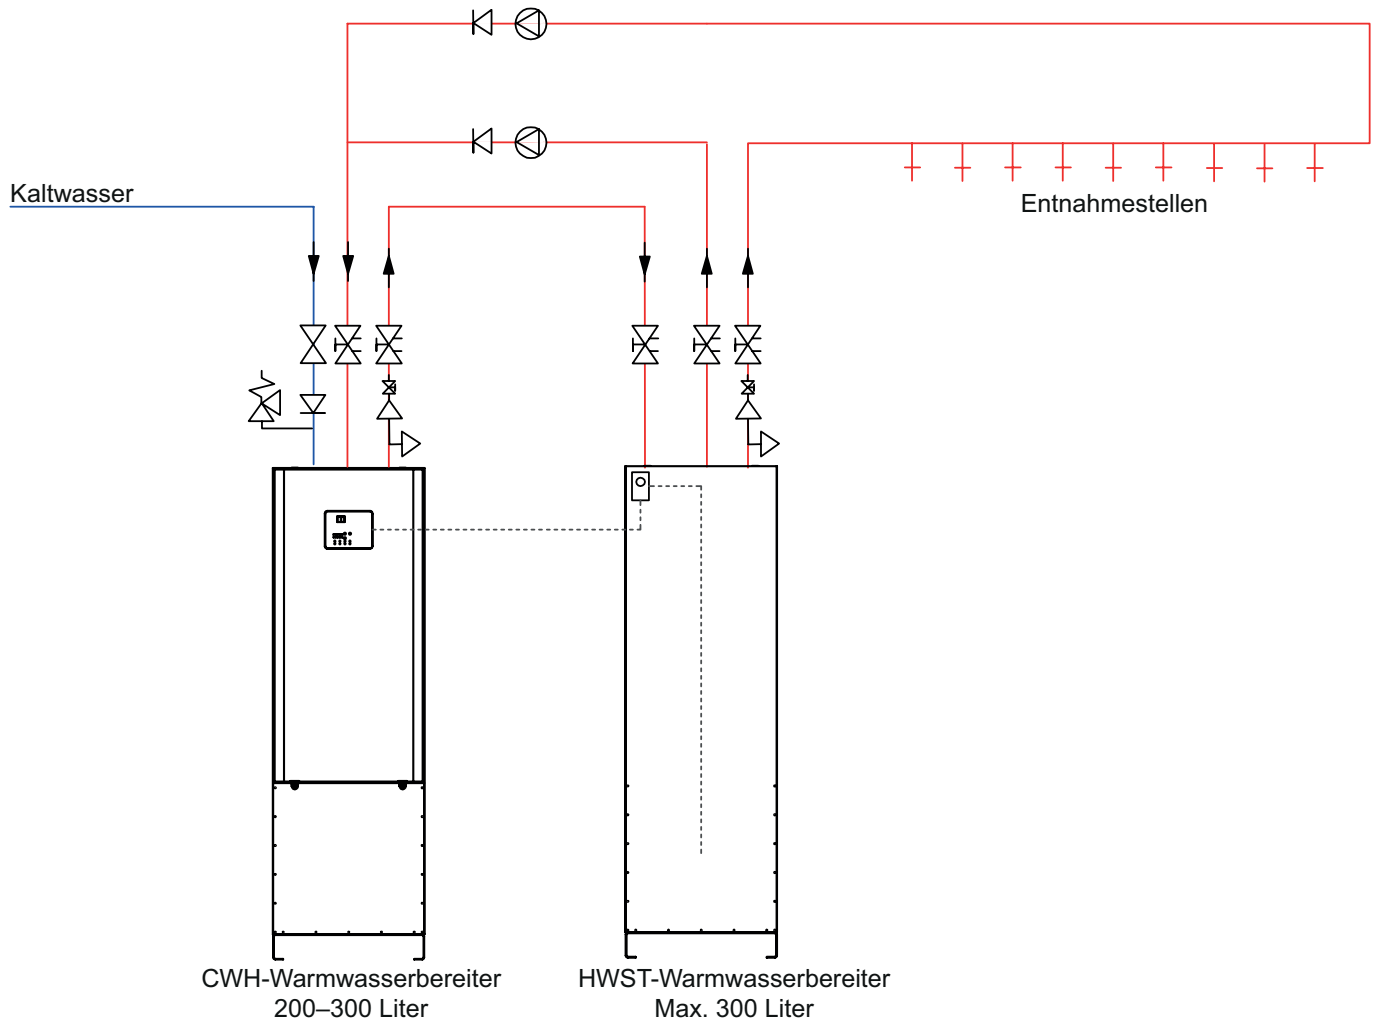 Kaltwasser
Entnahmestellen
CWH-Warmwasserbereiter
200–300 Liter
HWST-Warmwasserbereiter
Max. 300 Liter